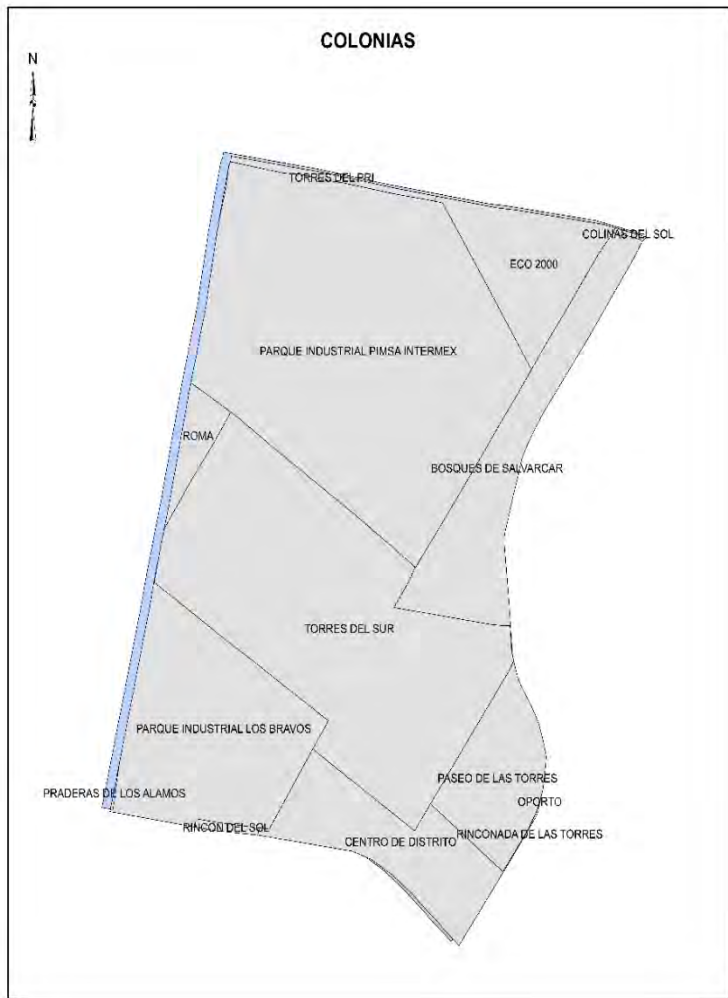 COLONIAS
N
TORRES DEL PRI
COLINAS DEL SOL
ECO 2000
PARQUE INDUSTRIAL PIMSA INTERMEX
ROMA
BOSQUES DE SALVARCAR
TORRES DEL SUR
PARQUE INDUSTRIAL LOS BRAVOS
PASEO DE LAS TORRES
PRADERAS DE LOS ALAMOS
OPORTO
RINCON DEL SOL
RINCONADA DE LAS TORRES
CENTRO DE DISTRITO